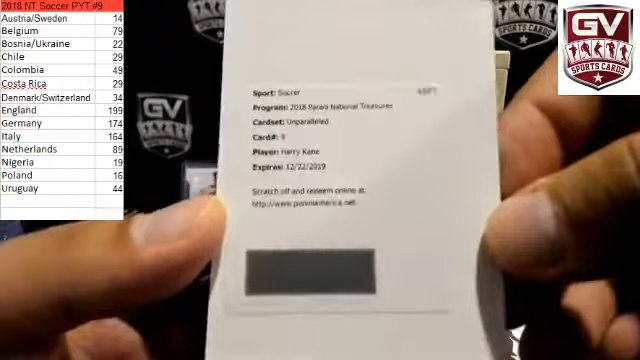 2018 NT Soccer PYT #9
Austria/Sweden 14
Belgium 79
Bosnia/Ukraine 22
Chile 29
Colombia 49
Costa Rica 29
Denmark/Switzerland 34
England 199
Germany 174
Italy 164
Netherlands 89
Nigeria 19
Poland 16
Uruguay 44
GV
SPORTS CARDS
GV
Sport: Soccer
Program: 2018 Panini National Treasures
Cardset: Unparalleled
Card#: 9
Player: Harry Kane
Expires: 12/22/2019
Scratch off and redeem online at:
http://www.paniniamerica.net.